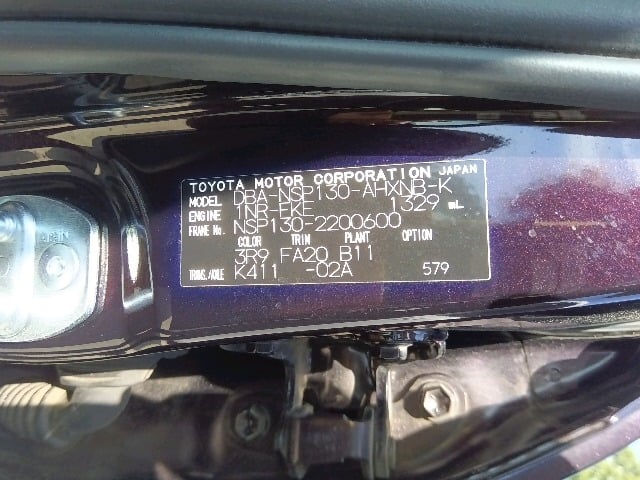 TOYOTA MOTOR CORPORATION JAPAN
MODEL DBA-NSP130-AHXNB-K
ENGINE 1NR-FKE 1329 mL
FRAME No. NSP130-2200600
COLOR TRIM PLANT OPTION
3R9 FA20 B11
TRANS./AXLE K411 -02A 579